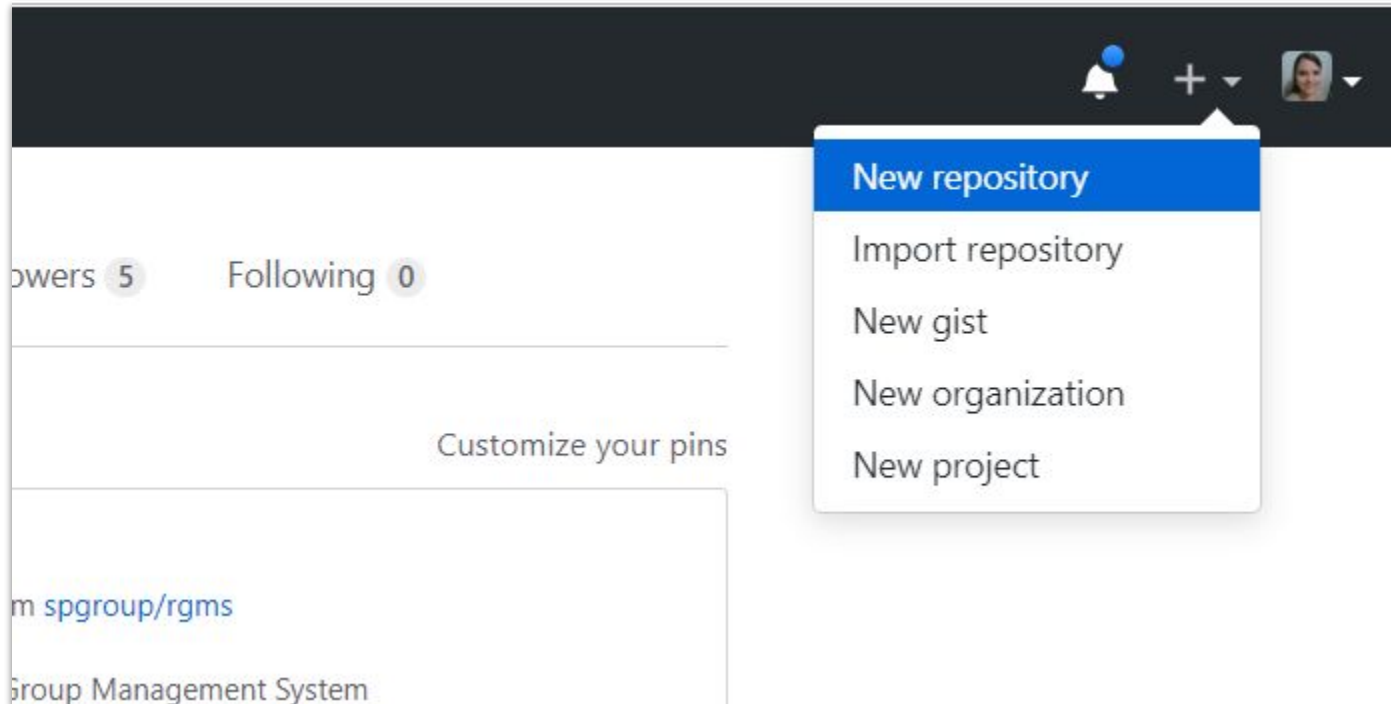 New repository
Import repository
owers 5 Following 0
New gist
New organization
Customize your pins
New project
m spgroup/rgms
Group Management System